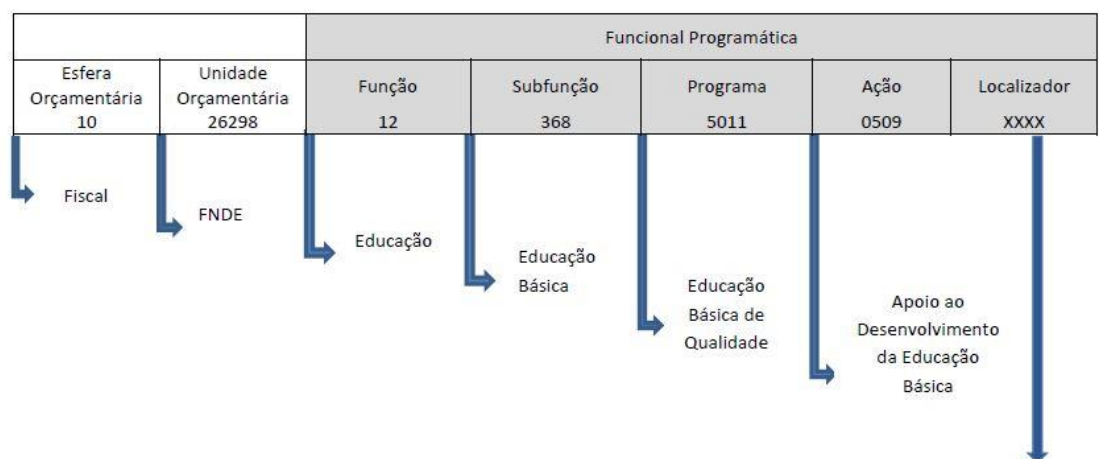 Funcional Programática
Esfera
Orçamentária
10
Unidade
Orçamentária
26298
Função
12
Subfunção
368
Programa
5011
Ação
0509
Localizador
XXXX
Fiscal
FNDE
Educação
Educação
Básica
Educação
Básica de
Qualidade
Apoio ao
Desenvolvimento
da Educação
Básica